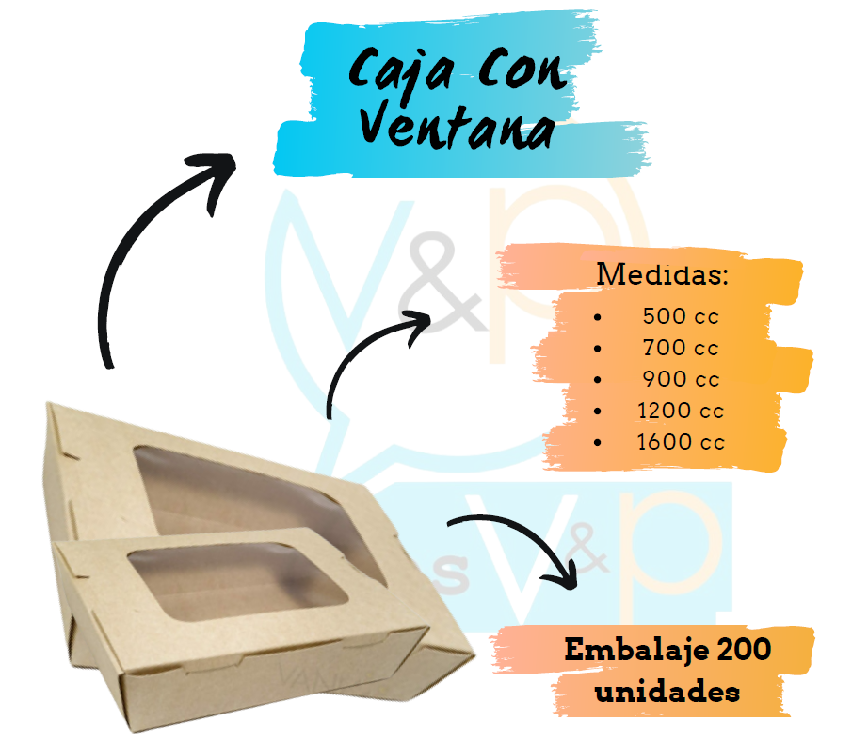 Caja Con
Ventana
V&p
Medidas:
• 500 cc
• 700 cc
• 900 cc
• 1200 cc
• 1600 cc
s V&p
Embalaje 200
unidades